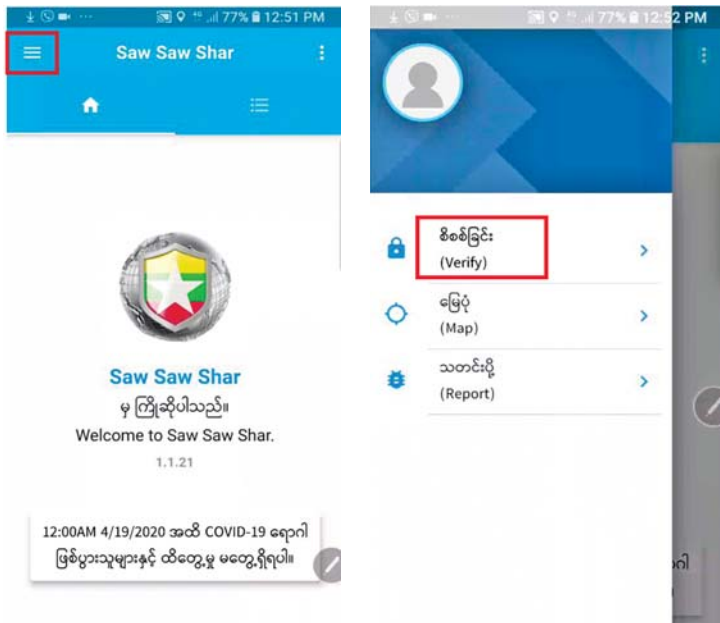 77% 12:51 PM
Saw Saw Shar
Saw Saw Shar
မှ ကြိုဆိုပါသည်။
Welcome to Saw Saw Shar.
1.1.21
12:00AM 4/19/2020 အထိ COVID-19 ရောဂါ
ဖြစ်ပွားသူများနှင့် ထိတွေ့မှု မတွေ့ရှိရပါ။
77% 12:52 PM
စိစစ်ခြင်း
(Verify)
မြေပုံ
(Map)
သတင်းပို့
(Report)